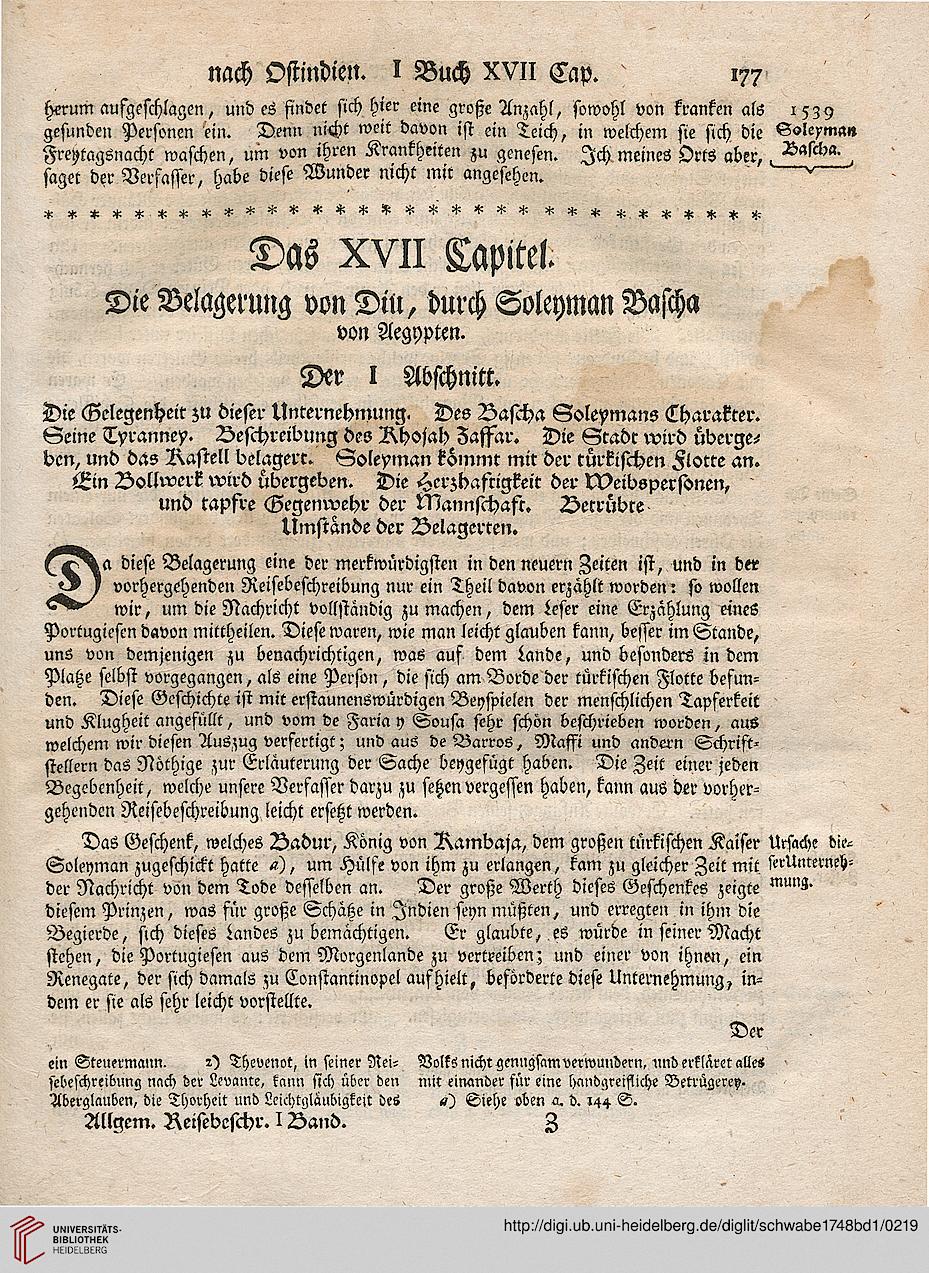 nach Ostindien. I Buch XVII Cap. 177
herum aufgeschlagen, und es findet sich hier eine große Anzahl, sowohl von kranken als
gesunden Personen ein. Denn nicht weit davon ist ein Teich, in welchem sie sich die
Freytagsnacht waschen, um von ihren Krankheiten zu genesen. Ich meines Orts aber,
saget der Verfasser, habe diese Wunder nicht mit angesehen.
1539
Soleyman
Bascha.
* * * * * * * * * * * * * * * * * * * * * * * * * * * * * * *
Das XVII Capitel.
Die Belagerung von Diu, durch Soleyman Bascha
von Aegypten.
Der I Abschnitt.
Die Gelegenheit zu dieser Unternehmung. Des Bascha Soleymans Charakter.
Seine Tyranney. Beschreibung des Khojah Zaffar. Die Stadt wird überge-
ben, und das Kastell belagert. Soleyman kömmt mit der türkischen Flotte an.
Ein Bollwerk wird übergeben. Die Herzhaftigkeit der Weibspersonen,
und tapfre Gegenwehr der Mannschaft. Betrübte
Umstände der Belagerten.
Da diese Belagerung eine der merkwürdigsten in den neuern Zeiten ist, und in der
vorhergehenden Reisebeschreibung nur ein Theil davon erzählt worden: so wollen
wir, um die Nachricht vollständig zu machen, dem Leser eine Erzählung eines
Portugiesen davon mittheilen. Diese waren, wie man leicht glauben kann, besser im Stande,
uns von demjenigen zu benachrichtigen, was auf dem Lande, und besonders in dem
Platze selbst vorgegangen, als eine Person, die sich am Borde der türkischen Flotte befun-
den. Diese Geschichte ist mit erstaunenswürdigen Beyspielen der menschlichen Tapferkeit
und Klugheit angefüllt, und vom de Faria y Sousa sehr schön beschrieben worden, aus
welchem wir diesen Auszug verfertigt; und aus de Barros, Maffi und andern Schrift-
stellern das Nöthige zur Erläuterung der Sache beygefügt haben. Die Zeit einer jeden
Begebenheit, welche unsere Verfasser darzu zu setzen vergessen haben, kann aus der vorher-
gehenden Reisebeschreibung leicht ersetzt werden.
Das Geschenk, welches Badur, König von Kambaja, dem großen türkischen Kaiser
Soleyman zugeschickt hatte a), um Hülfe von ihm zu erlangen, kam zu gleicher Zeit mit
der Nachricht von dem Tode desselben an. Der große Werth dieses Geschenkes zeigte
diesem Prinzen, was für große Schätze in Indien seyn müßten, und erregten in ihm die
Begierde, sich dieses Landes zu bemächtigen. Er glaubte, es würde in seiner Macht
stehen, die Portugiesen aus dem Morgenlande zu vertreiben; und einer von ihnen, ein
Renegate, der sich damals zu Constantinopel aufhielt, beförderte diese Unternehmung, in-
dem er sie als sehr leicht vorstellte.
Ursache die-
ser Unterneh-
mung.
Der
ein Steuermann. 2) Thevenot, in seiner Rei-
sebeschreibung nach der Levante, kann sich über den
Aberglauben, die Thorheit und Leichtgläubigkeit des
Volks nicht genugsam verwundern, und erkläret alles
mit einander für eine handgreifliche Betrügerey.
a) Siehe oben a. d. 144 S.
Allgem. Reisebeschr. I Band. Z
UNIVERSITÄTS-
BIBLIOTHEK
HEIDELBERG
http://digi.ub.uni-heidelberg.de/diglit/schwabe1748bd1/0219